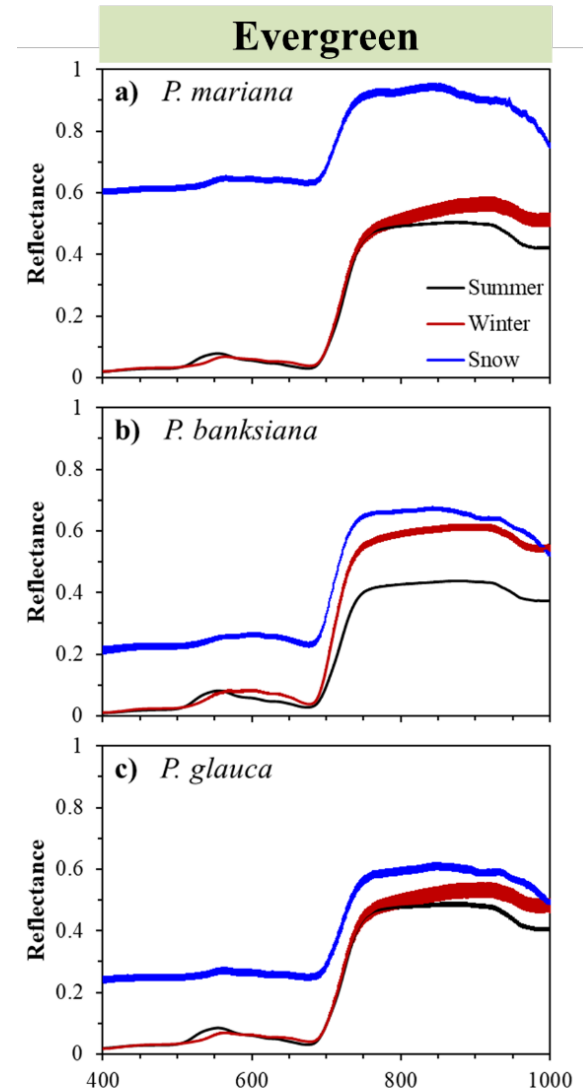 Evergreen
1
a) P. mariana
0.8
0.6
Reflectance
0.4
Summer
Winter
0.2
Snow
0
1
b) P. banksiana
0.8
0.6
Reflectance
0.4
0.2
0
1
c) P. glauca
0.8
0.6
Reflectance
0.4
0.2
0
400 600 800 1000